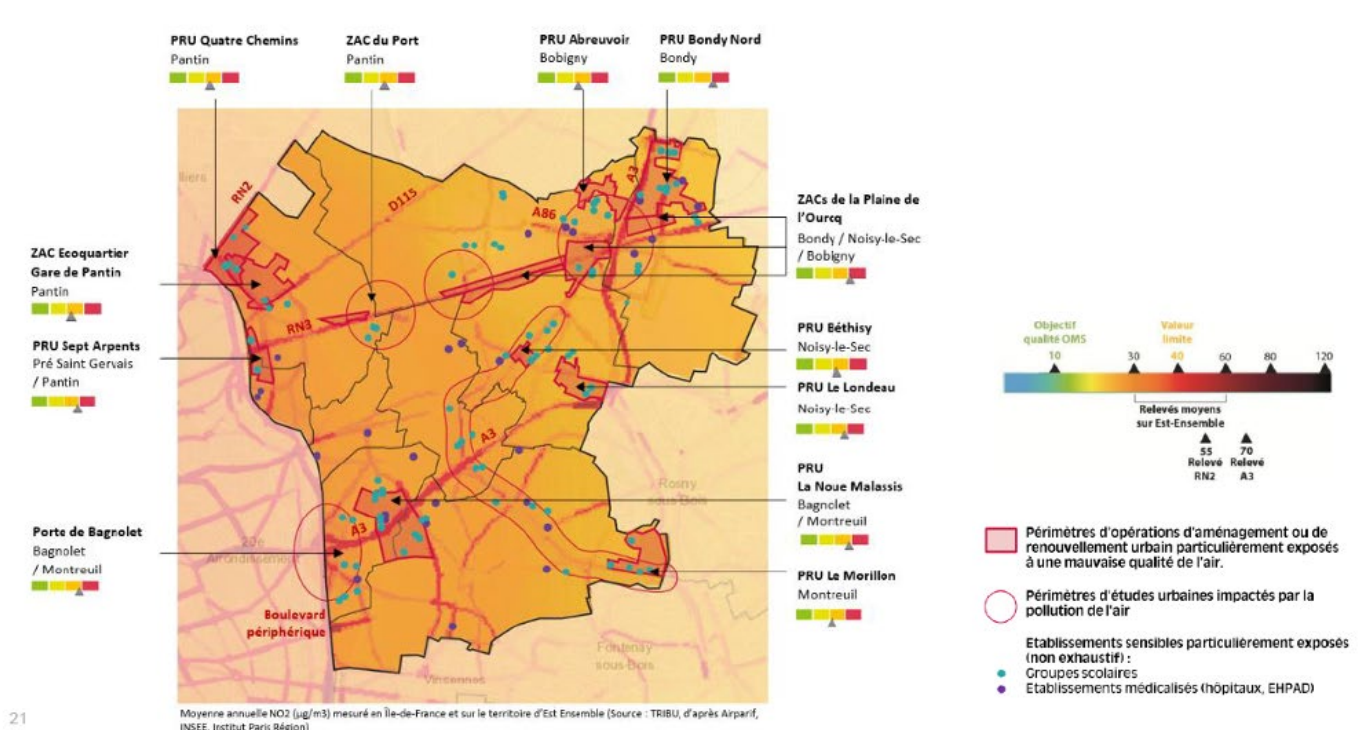 PRU Quatre Chemins
Pantin
ZAC du Port
Pantin
PRU Abreuvoir
Bobigny
PRU Bondy Nord
Bondy
ZAC Ecoquartier
Gare de Pantin
Pantin
PRU Sept Arpents
Pré Saint Gervais
/ Pantin
Porte de Bagnolet
Bagnolet
/ Montreuil
RN2
D115
A86
A3
RN3
A3
A3
Boulevard
périphérique
20e
Arrondissement
Rosny
sous-Bois
Fontenay
sous-Bois
Vincennes
ZACs de la Plaine de
l'Ourcq
Bondy / Noisy-le-Sec
/ Bobigny
PRU Béthisy
Noisy-le-Sec
PRU Le Londeau
Noisy-le-Sec
PRU
La Noue Malassis
Bagnolet
/ Montreuil
PRU Le Morillon
Montreuil
Objectif
qualité OMS
Valeur
limite
10 30 40 60 80 120
Relevés moyens
sur Est-Ensemble
55
Relevé
RN2
70
Relevé
A3
Périmètres d'opérations d'aménagement ou de
renouvellement urbain particulièrement exposés
à une mauvaise qualité de l'air.
Périmètres d'études urbaines impactés par la
pollution de l'air
Etablissements sensibles particulièrement exposés
(non exhaustif) :
Groupes scolaires
Etablissements médicalisés (hôpitaux, EHPAD)
Moyenne annuelle NO2 (µg/m3) mesuré en Île-de-France et sur le territoire d'Est Ensemble (Source : TRIBU, d'après Airparif,
INSEE, Institut Paris Région)
21